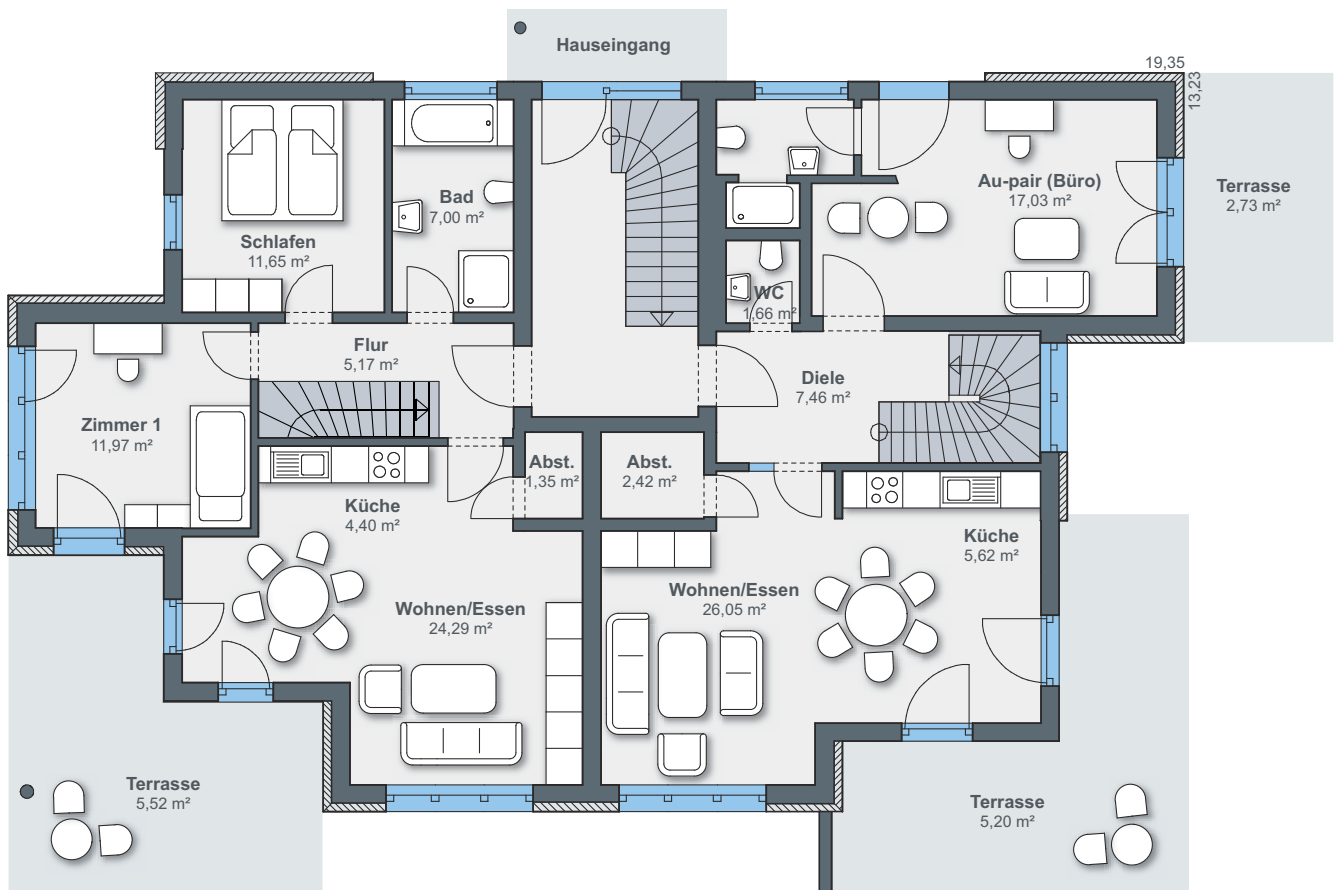 Hauseingang
19,35
13,23
Schlafen
11,65 m²
Bad
7,00 m²
Au-pair (Büro)
17,03 m²
Terrasse
2,73 m²
WC
1,66 m²
Flur
5,17 m²
Diele
7,46 m²
Zimmer 1
11,97 m²
Abst.
1,35 m²
Abst.
2,42 m²
Küche
4,40 m²
Küche
5,62 m²
Wohnen/Essen
24,29 m²
Wohnen/Essen
26,05 m²
Terrasse
5,52 m²
Terrasse
5,20 m²